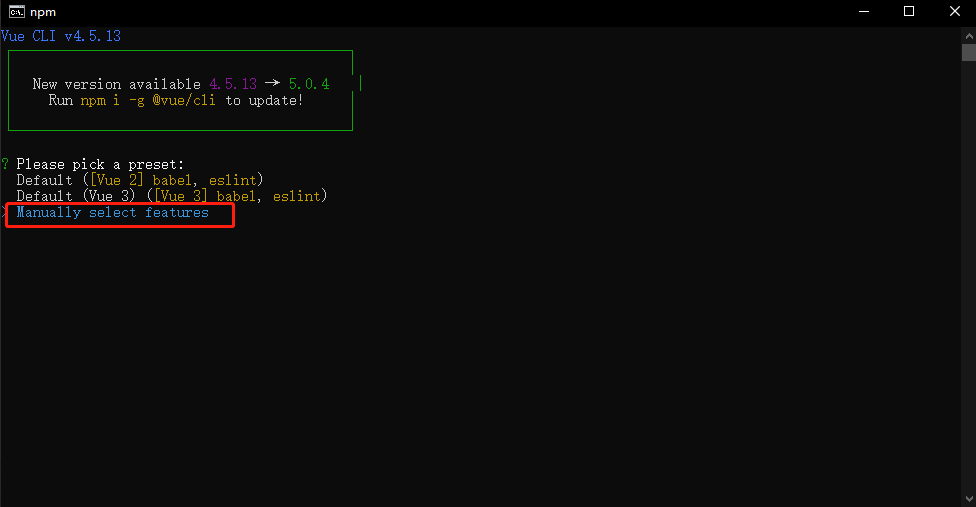 npm
Vue CLI v4.5.13
New version available 4.5.13 → 5.0.4
Run npm i -g @vue/cli to update!
? Please pick a preset:
Default ([Vue 2] babel, eslint)
Default (Vue 3) ([Vue 3] babel, eslint)
> Manually select features